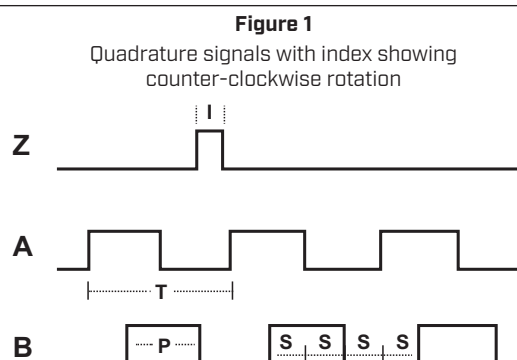 Figure 1
Quadrature signals with index showing
counter-clockwise rotation
I
Z
A
T
B
P
S S S S